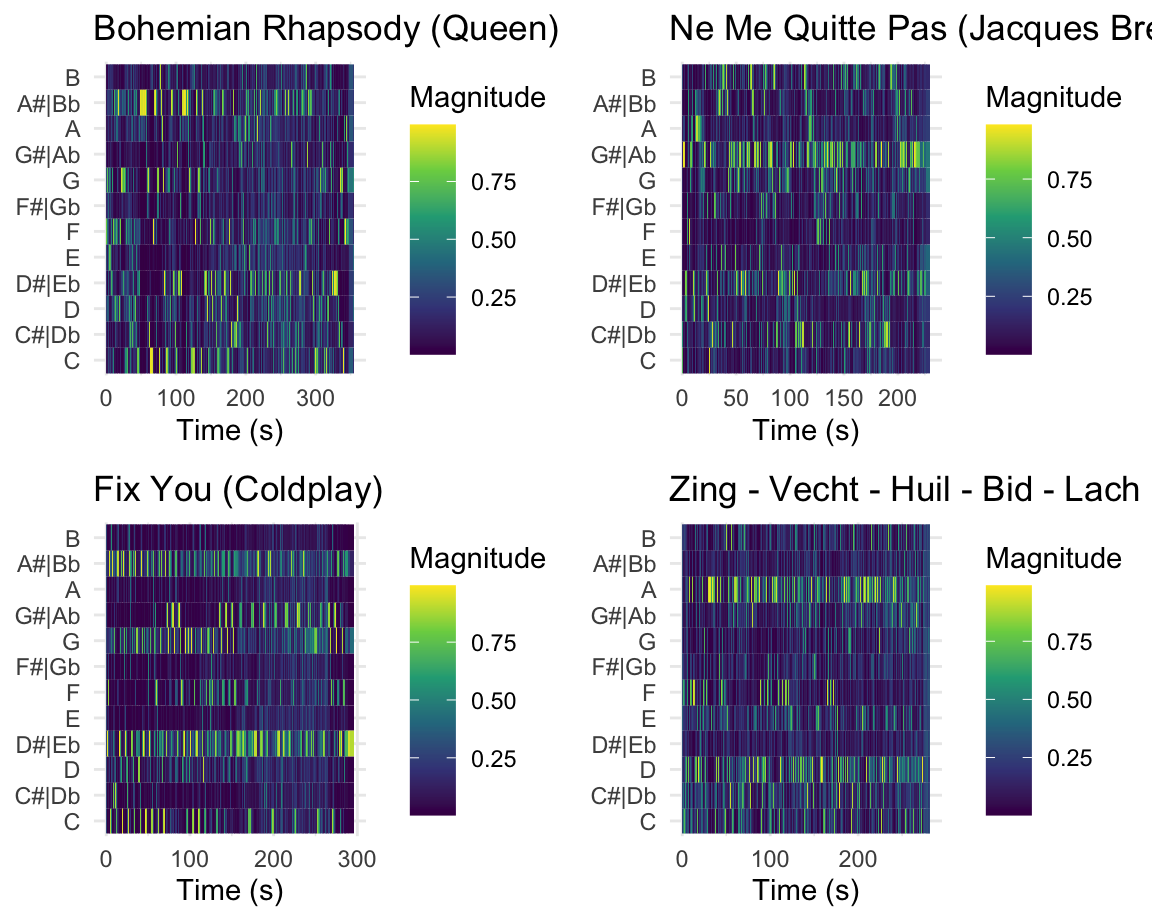 Bohemian Rhapsody (Queen)
B
A#|Bb
A
G#|Ab
G
F#|Gb
F
E
D#|Eb
D
C#|Db
C
0 100 200 300
Time (s)
Magnitude
0.75
0.50
0.25
Ne Me Quitte Pas (Jacques Bre
B
A#|Bb
A
G#|Ab
G
F#|Gb
F
E
D#|Eb
D
C#|Db
C
0 50 100 150 200
Time (s)
Magnitude
0.75
0.50
0.25
Fix You (Coldplay)
B
A#|Bb
A
G#|Ab
G
F#|Gb
F
E
D#|Eb
D
C#|Db
C
0 100 200 300
Time (s)
Magnitude
0.75
0.50
0.25
Zing - Vecht - Huil - Bid - Lach
B
A#|Bb
A
G#|Ab
G
F#|Gb
F
E
D#|Eb
D
C#|Db
C
0 100 200
Time (s)
Magnitude
0.75
0.50
0.25